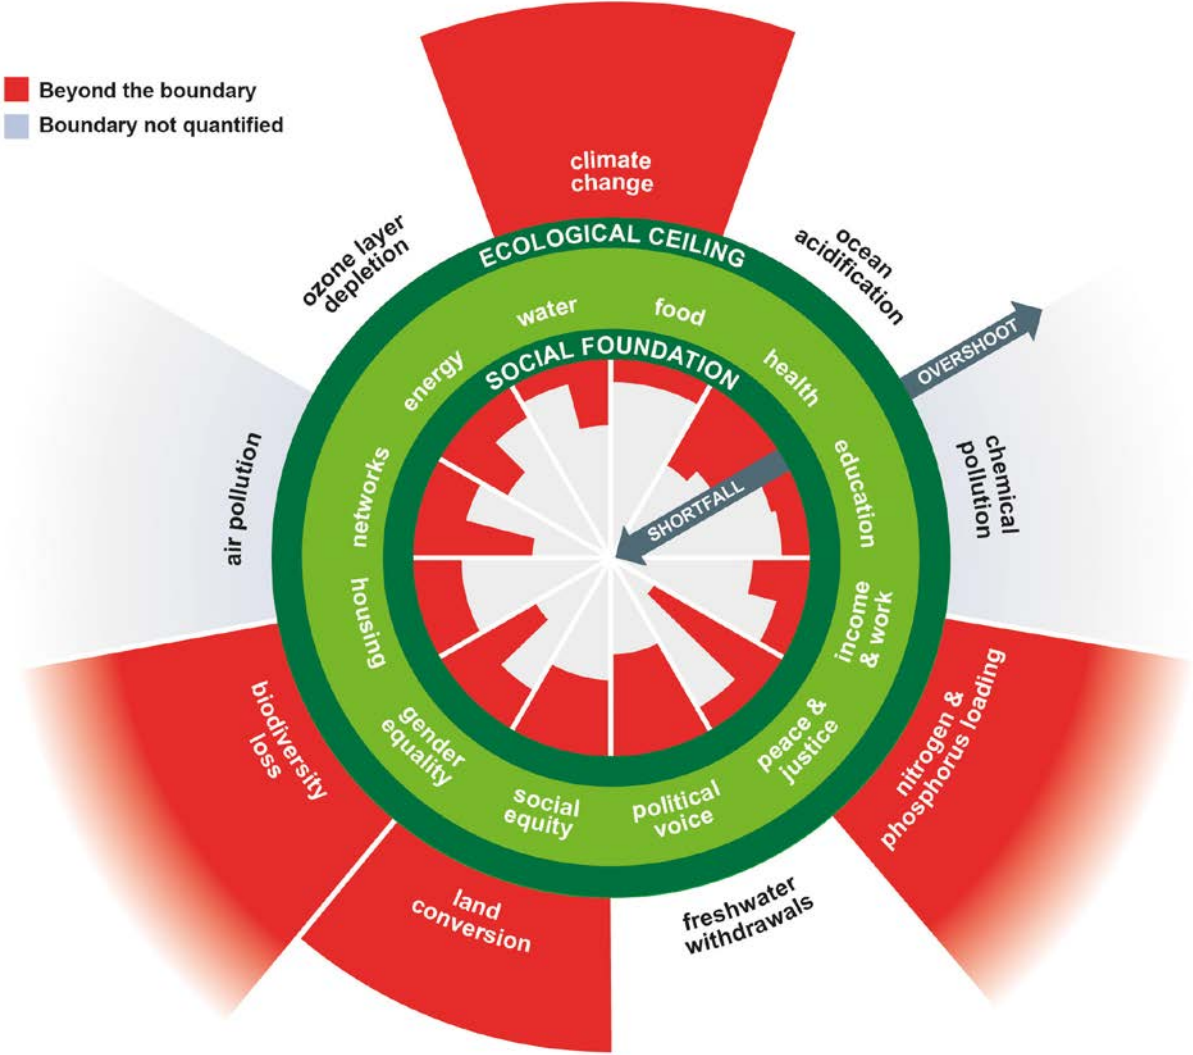 Beyond the boundary
Boundary not quantified
climate
change
ozone layer
depletion
ECOLOGICAL CEILING
ocean
acidification
water
food
energy
SOCIAL FOUNDATION
health
OVERSHOOT
air pollution
networks
SHORTFALL
education
chemical
pollution
housing
income
& work
biodiversity
loss
gender
equality
social
equity
political
voice
peace &
justice
nitrogen &
phosphorus loading
land
conversion
freshwater
withdrawals